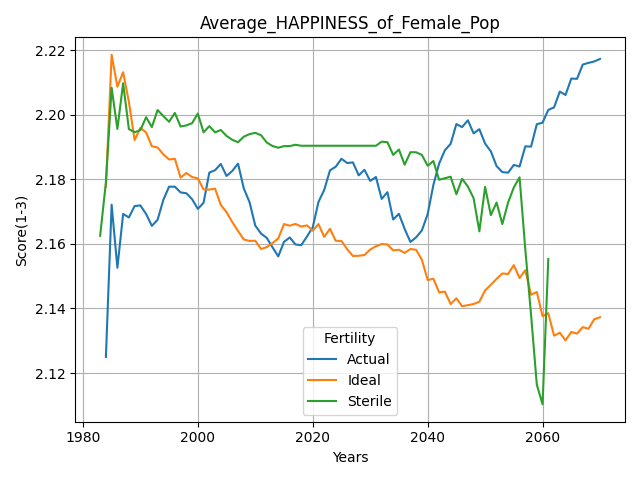 Average_HAPPINESS_of_Female_Pop
Score(1-3)
2.22
2.20
2.18
2.16
2.14
2.12
Fertility
Actual
Ideal
Sterile
1980 2000 2020 2040 2060
Years